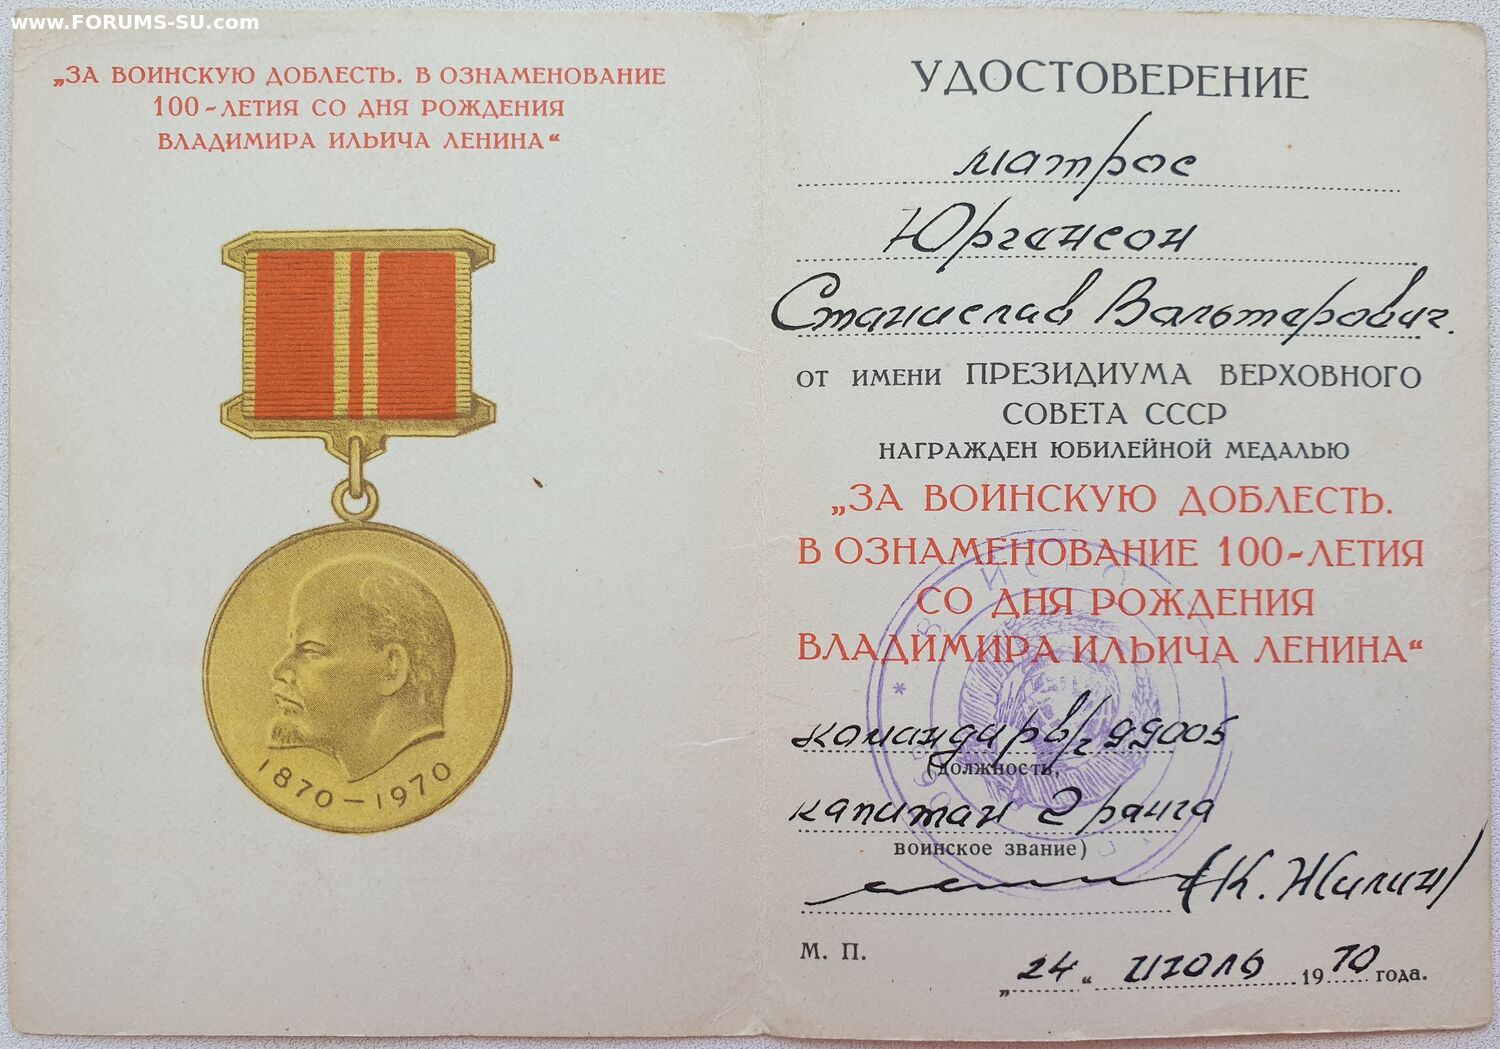 www.FORUMS-SU.com
„ЗА ВОИНСКУЮ ДОБЛЕСТЬ. В ОЗНАМЕНОВАНИЕ
100-ЛЕТИЯ СО ДНЯ РОЖДЕНИЯ
ВЛАДИМИРА ИЛЬИЧА ЛЕНИНА“
1870-1970
УДОСТОВЕРЕНИЕ
матрос
Юргансон
Станислав Вальтерович.
ОТ ИМЕНИ ПРЕЗИДИУМА ВЕРХОВНОГО
СОВЕТА СССР
НАГРАЖДЕН ЮБИЛЕЙНОЙ МЕДАЛЬЮ
„ЗА ВОИНСКУЮ ДОБЛЕСТЬ.
В ОЗНАМЕНОВАНИЕ 100-ЛЕТИЯ
СО ДНЯ РОЖДЕНИЯ
ВЛАДИМИРА ИЛЬИЧА ЛЕНИНА“
командир в/ч 99005
(должность,
капитан 2 ранга
воинское звание)
(К. Жилин)
М. П.
„24“ июль 1970 года.